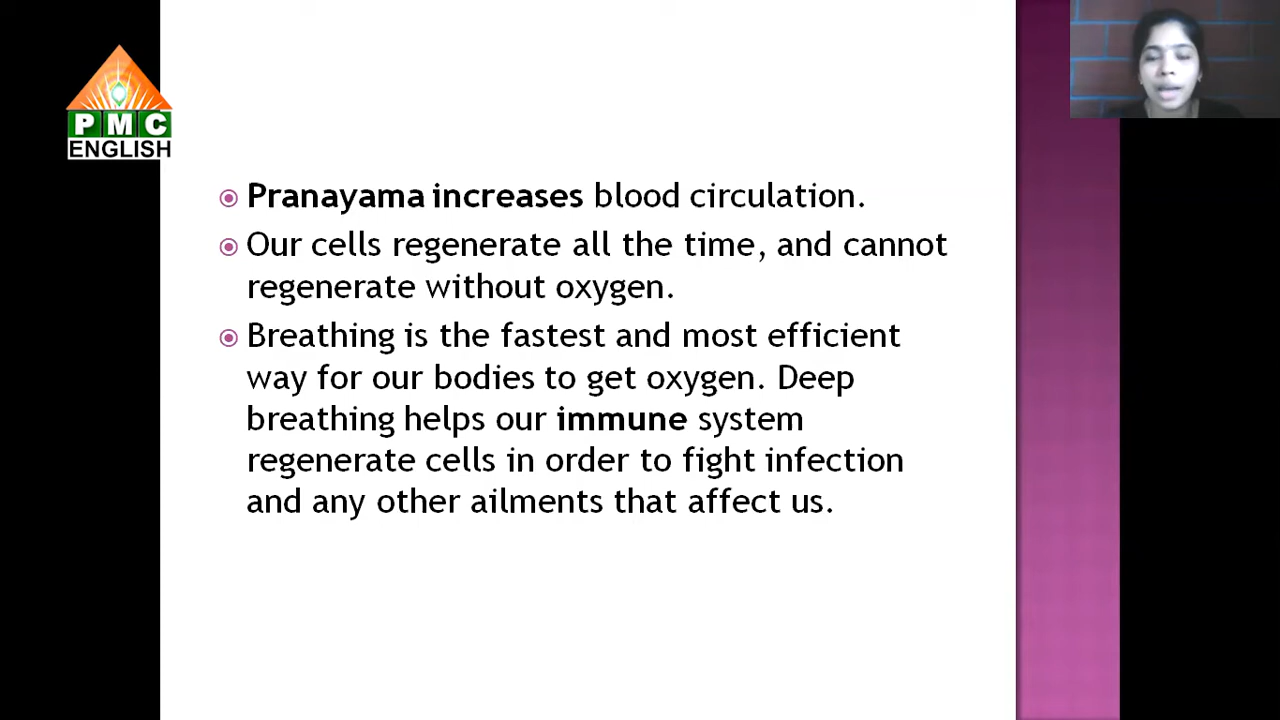 PMC
ENGLISH
Pranayama increases blood circulation.
Our cells regenerate all the time, and cannot
regenerate without oxygen.
Breathing is the fastest and most efficient
way for our bodies to get oxygen. Deep
breathing helps our immune system
regenerate cells in order to fight infection
and any other ailments that affect us.